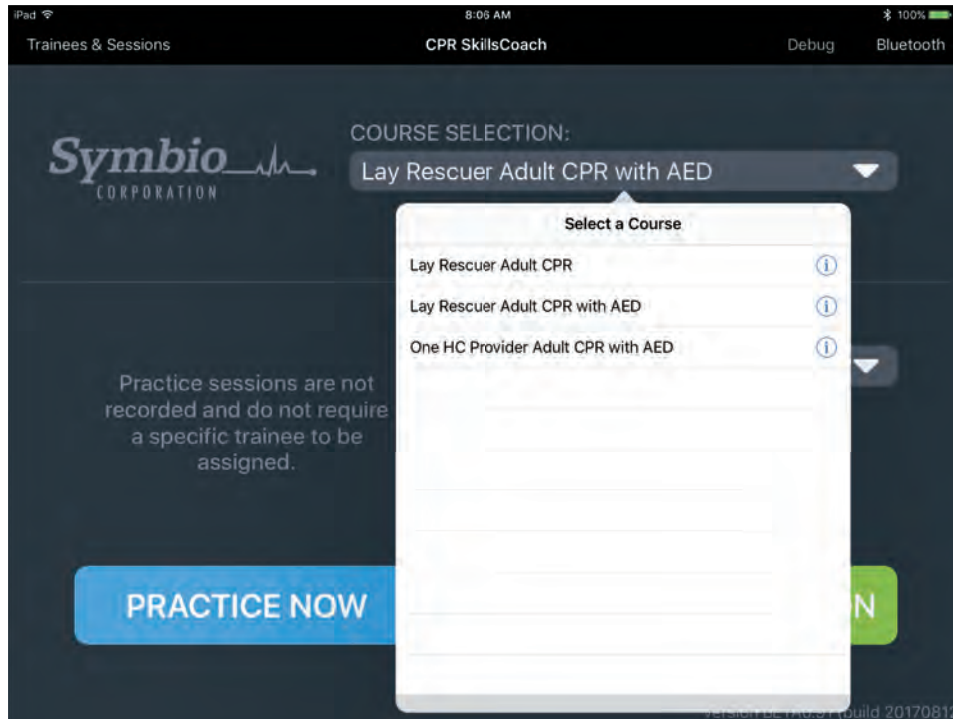 iPad 8:06 AM 100%
Trainees & Sessions CPR SkillsCoach Debug Bluetooth
Symbio
CORPORATION
COURSE SELECTION:
Lay Rescuer Adult CPR with AED
Select a Course
Lay Rescuer Adult CPR
Lay Rescuer Adult CPR with AED
One HC Provider Adult CPR with AED
Practice sessions are not
recorded and do not require
a specific trainee to be
assigned.
PRACTICE NOW
N